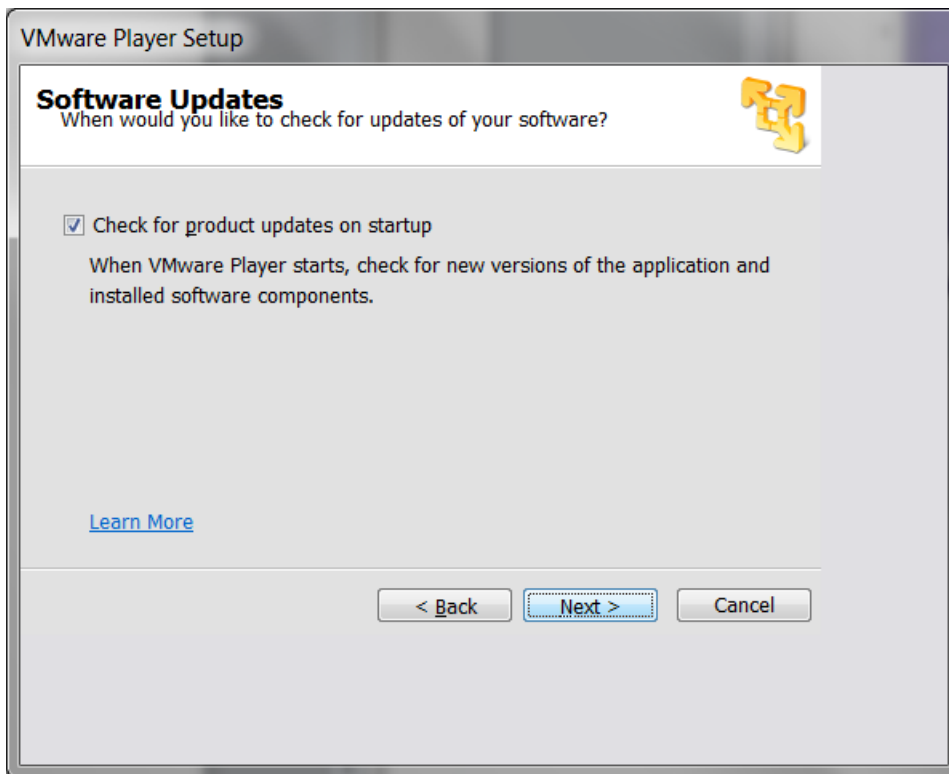 VMware Player Setup
Software Updates
When would you like to check for updates of your software?
Check for product updates on startup
When VMware Player starts, check for new versions of the application and
installed software components.
Learn More
< Back
Next >
Cancel